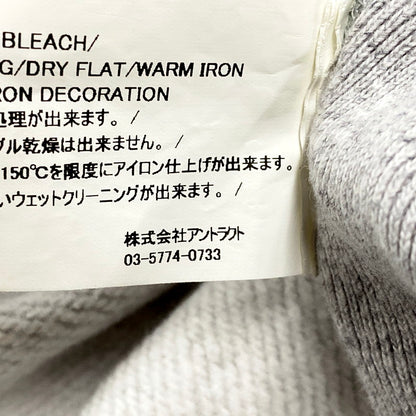 BLEACH/
G/DRY FLAT/WARM IRON
RON DECORATION
処理が出来ます。 /
ブル乾燥は出来ません。 /
150℃を限度にアイロン仕上げが出来ます。
いウェットクリーニングが出来ます。 /
株式会社アントラクト
03-5774-0733